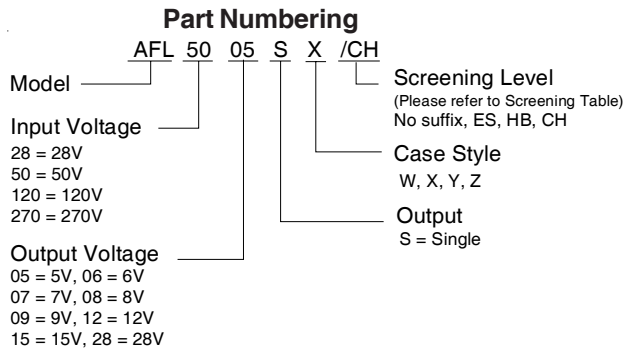 Part Numbering
AFL 50 05 S X /CH
Model
Input Voltage
28 = 28V
50 = 50V
120 = 120V
270 = 270V
Output Voltage
05 = 5V, 06 = 6V
07 = 7V, 08 = 8V
09 = 9V, 12 = 12V
15 = 15V, 28 = 28V
Screening Level
(Please refer to Screening Table)
No suffix, ES, HB, CH
Case Style
W, X, Y, Z
Output
S = Single